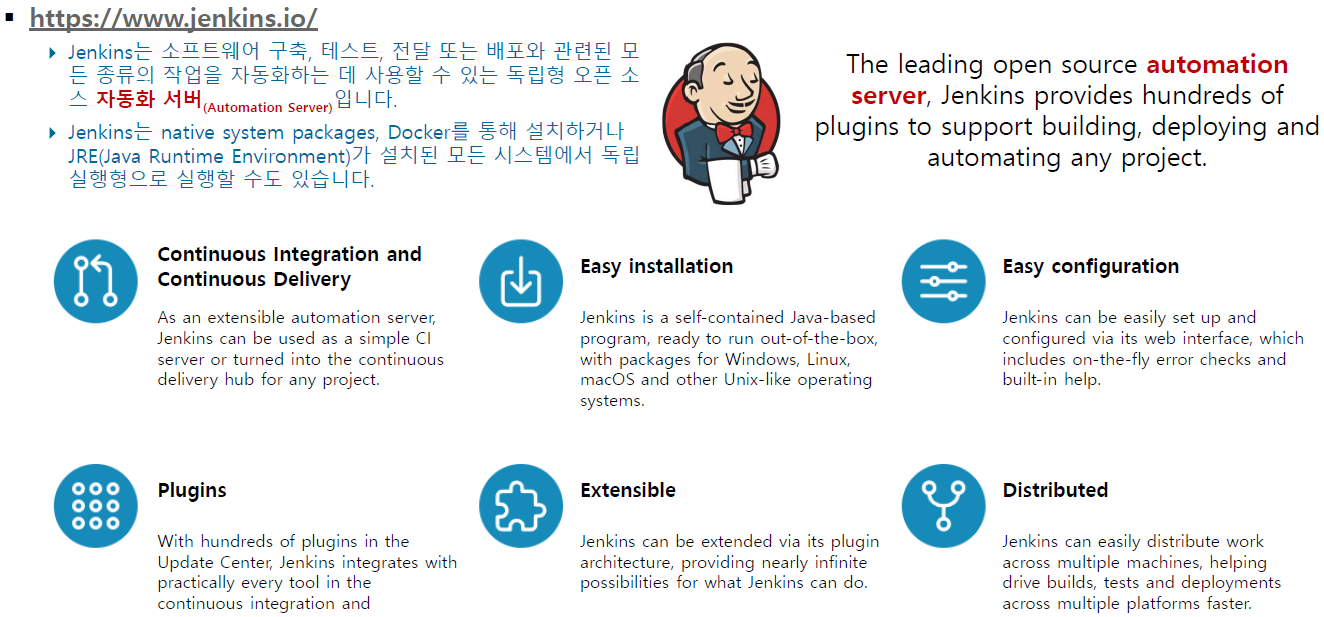 https://www.jenkins.io/
Jenkins는 소프트웨어 구축, 테스트, 전달 또는 배포와 관련된 모
든 종류의 작업을 자동화하는 데 사용할 수 있는 독립형 오픈 소
스 자동화 서버(Automation Server)입니다.
Jenkins는 native system packages, Docker를 통해 설치하거나
JRE(Java Runtime Environment)가 설치된 모든 시스템에서 독립
실행형으로 실행할 수도 있습니다.
The leading open source automation
server, Jenkins provides hundreds of
plugins to support building, deploying and
automating any project.
Continuous Integration and
Continuous Delivery
As an extensible automation server,
Jenkins can be used as a simple CI
server or turned into the continuous
delivery hub for any project.
Easy installation
Jenkins is a self-contained Java-based
program, ready to run out-of-the-box,
with packages for Windows, Linux,
macOS and other Unix-like operating
systems.
Easy configuration
Jenkins can be easily set up and
configured via its web interface, which
includes on-the-fly error checks and
built-in help.
Plugins
With hundreds of plugins in the
Update Center, Jenkins integrates with
practically every tool in the
continuous integration and
Extensible
Jenkins can be extended via its plugin
architecture, providing nearly infinite
possibilities for what Jenkins can do.
Distributed
Jenkins can easily distribute work
across multiple machines, helping
drive builds, tests and deployments
across multiple platforms faster.